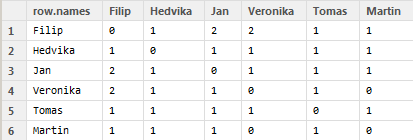 row.names Filip Hedvika Jan Veronika Tomas Martin
1 Filip 0 1 2 2 1 1
2 Hedvika 1 0 1 1 1 1
3 Jan 2 1 0 1 1 1
4 Veronika 2 1 1 0 1 0
5 Tomas 1 1 1 1 0 1
6 Martin 1 1 1 0 1 0